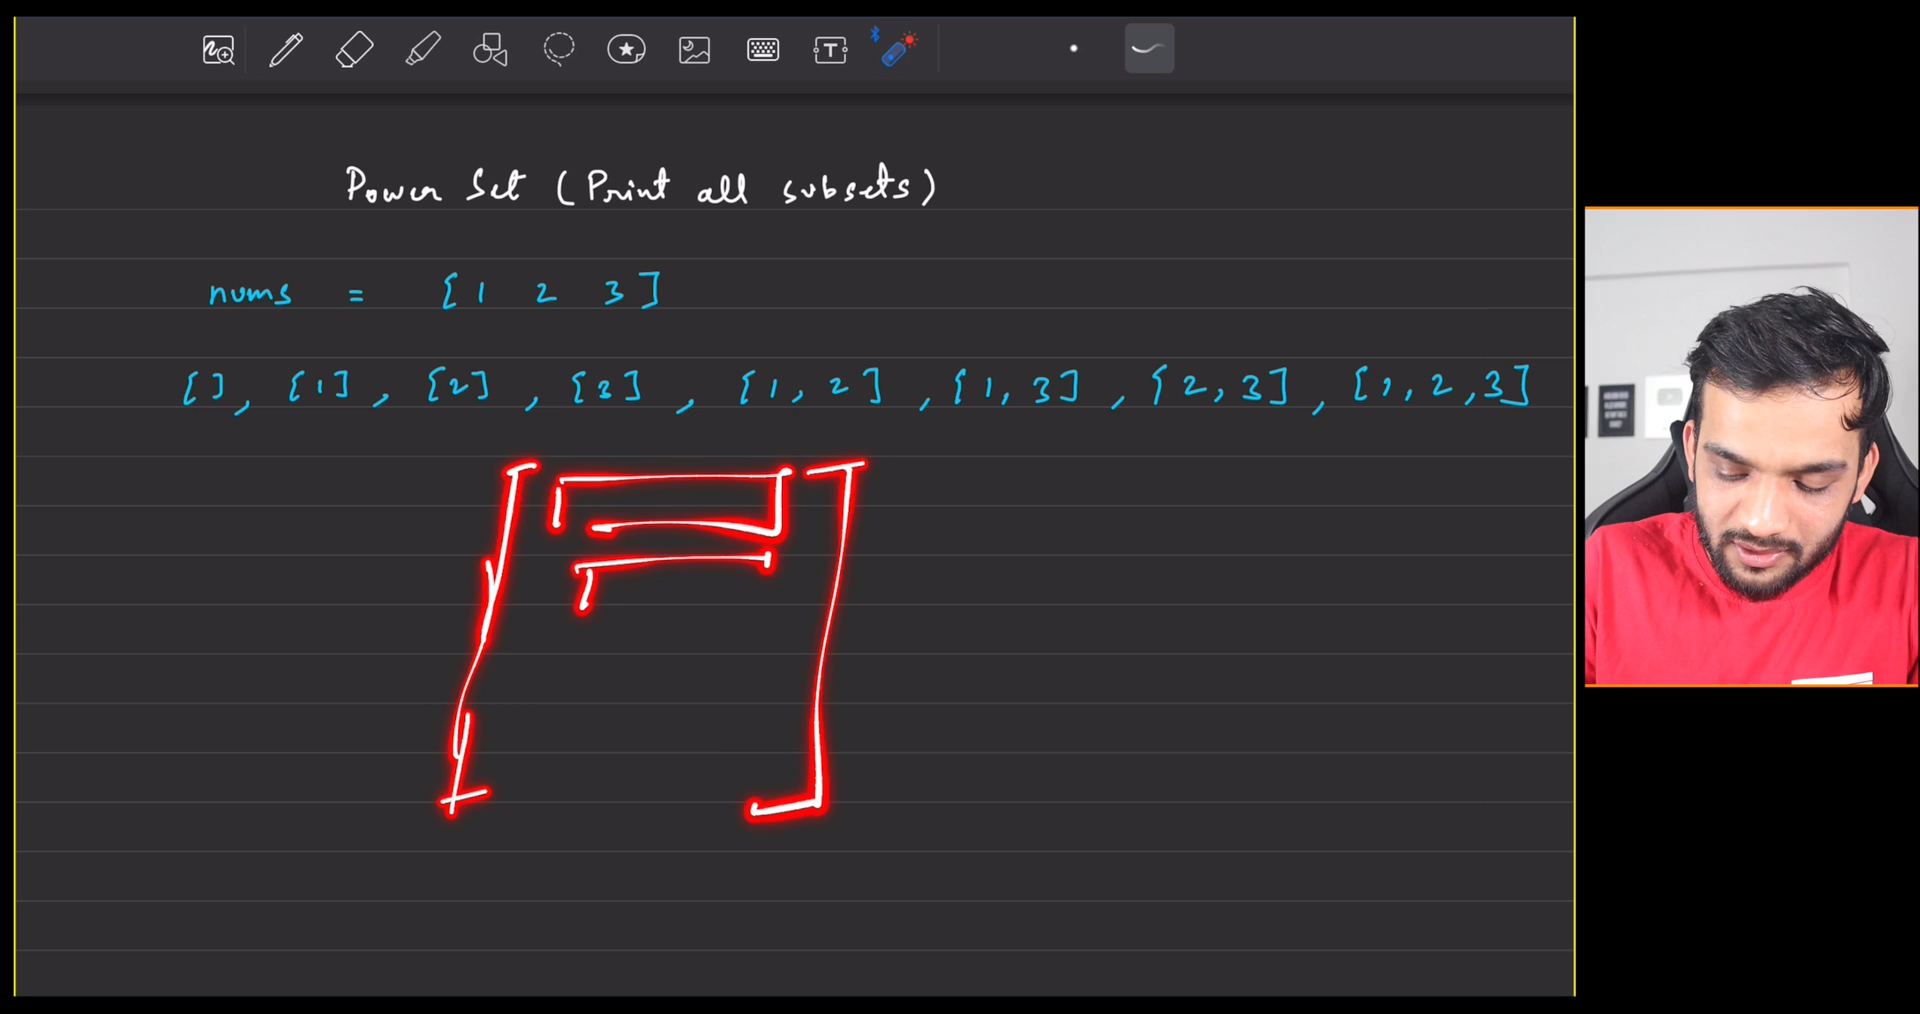 Power Set (Print all subsets)
nums = [1 2 3]
[], [1], [2], [3], [1,2], [1,3], [2,3], [1,2,3]